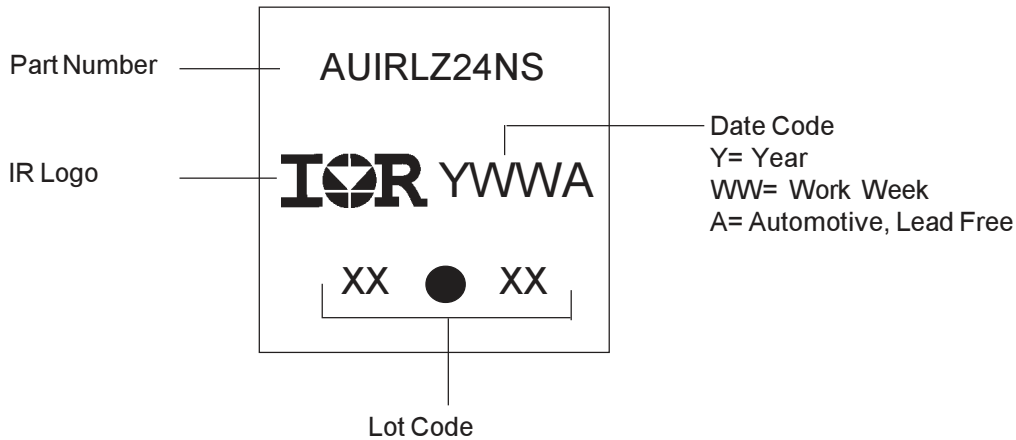 Part Number
AUIRLZ24NS
IR Logo
IOR YWWA
Date Code
Y= Year
WW= Work Week
A= Automotive, Lead Free
XX XX
Lot Code